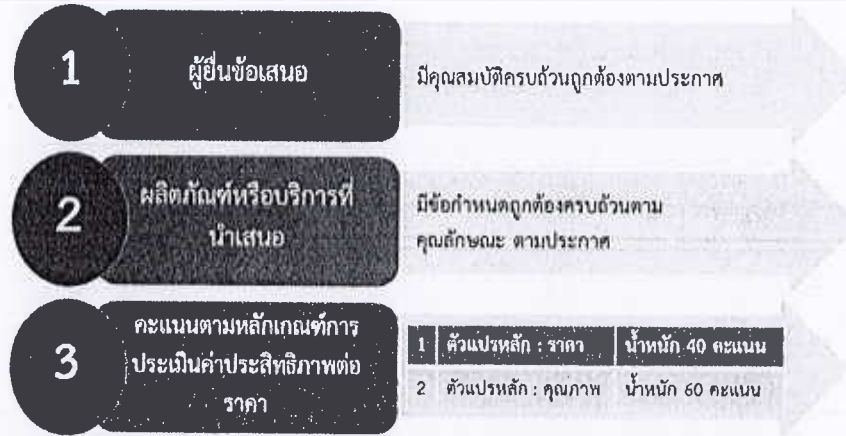 1
ผู้ยื่นข้อเสนอ
มีคุณสมบัติครบถ้วนถูกต้องตามประกาศ
2
ผลิตภัณฑ์หรือบริการที่
นำเสนอ
มีข้อกำหนดถูกต้องครบถ้วนตาม
คุณลักษณะ ตามประกาศ
3
คะแนนตามหลักเกณฑ์การ
ประเมินค่าประสิทธิภาพต่อ
ราคา
1 ตัวแปรหลัก : ราคา น้ำหนัก 40 คะแนน
2 ตัวแปรหลัก : คุณภาพ น้ำหนัก 60 คะแนน